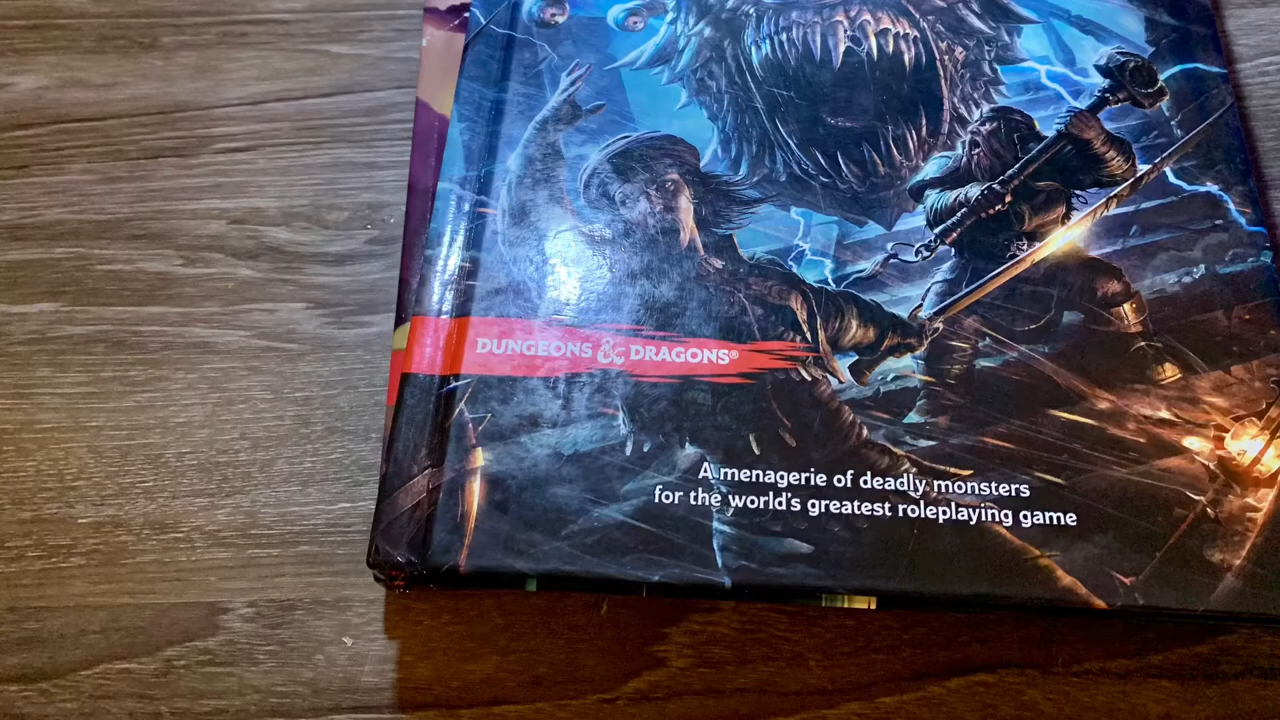 DUNGEONS & DRAGONS®
A menagerie of deadly monsters
for the world's greatest roleplaying game